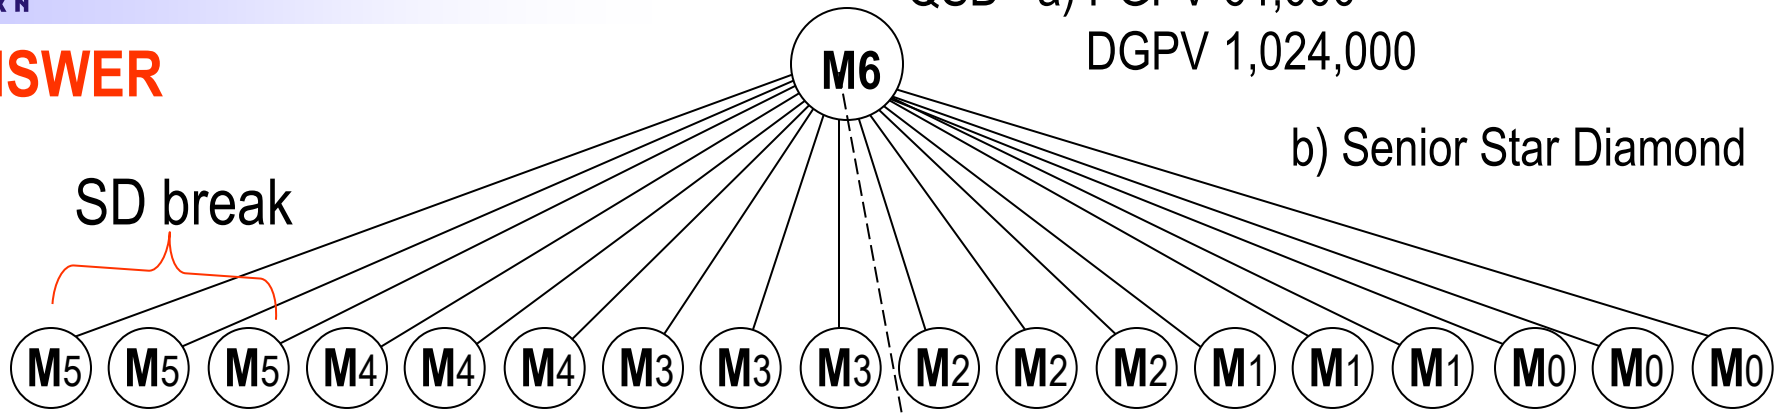 DGPV 1,024,000
M6
b) Senior Star Diamond
SD break
M5 M5 M5 M4 M4 M4 M3 M3 M3 M2 M2 M2 M1 M1 M1 M0 M0 M0